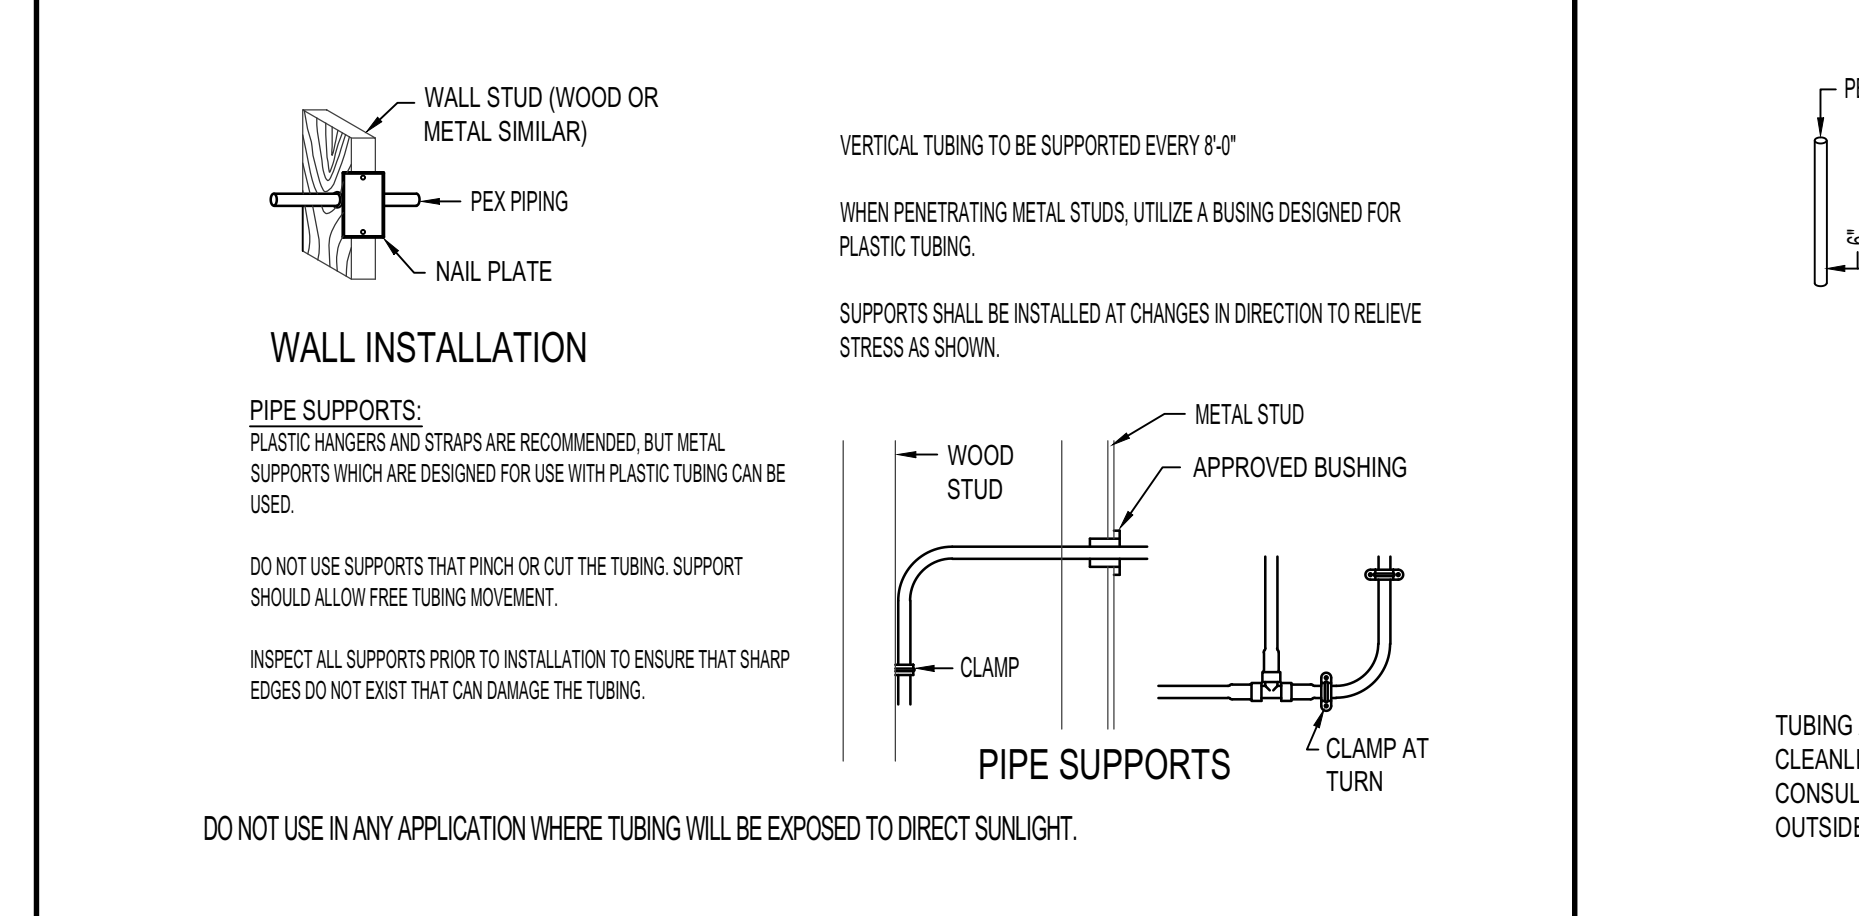 WALL STUD (WOOD OR
METAL SIMILAR)
PEX PIPING
NAIL PLATE
WALL INSTALLATION
PIPE SUPPORTS:
PLASTIC HANGERS AND STRAPS ARE RECOMMENDED, BUT METAL
SUPPORTS WHICH ARE DESIGNED FOR USE WITH PLASTIC TUBING CAN BE
USED.
DO NOT USE SUPPORTS THAT PINCH OR CUT THE TUBING. SUPPORT
SHOULD ALLOW FREE TUBING MOVEMENT.
INSPECT ALL SUPPORTS PRIOR TO INSTALLATION TO ENSURE THAT SHARP
EDGES DO NOT EXIST THAT CAN DAMAGE THE TUBING.
VERTICAL TUBING TO BE SUPPORTED EVERY 8'-0"
WHEN PENETRATING METAL STUDS, UTILIZE A BUSING DESIGNED FOR
PLASTIC TUBING.
SUPPORTS SHALL BE INSTALLED AT CHANGES IN DIRECTION TO RELIEVE
STRESS AS SHOWN.
METAL STUD
APPROVED BUSHING
WOOD
STUD
CLAMP
CLAMP AT
TURN
PIPE SUPPORTS
DO NOT USE IN ANY APPLICATION WHERE TUBING WILL BE EXPOSED TO DIRECT SUNLIGHT.
TUBING